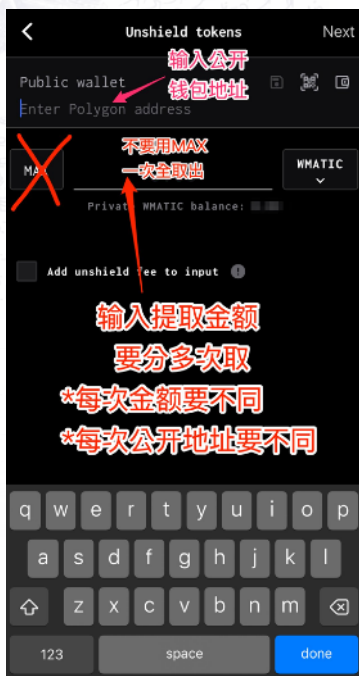 Unshield tokens
Next
输入公开
钱包地址
Public wallet
Enter Polygon address
不要用MAX
一次全取出
MAX
WMATIC
Private WMATIC balance:
Add unshield fee to input
输入提取金额
要分多次取
*每次金额要不同
*每次公开地址要不同
q w e r t y u i o p
a s d f g h j k l
z x c v b n m
123
space
done